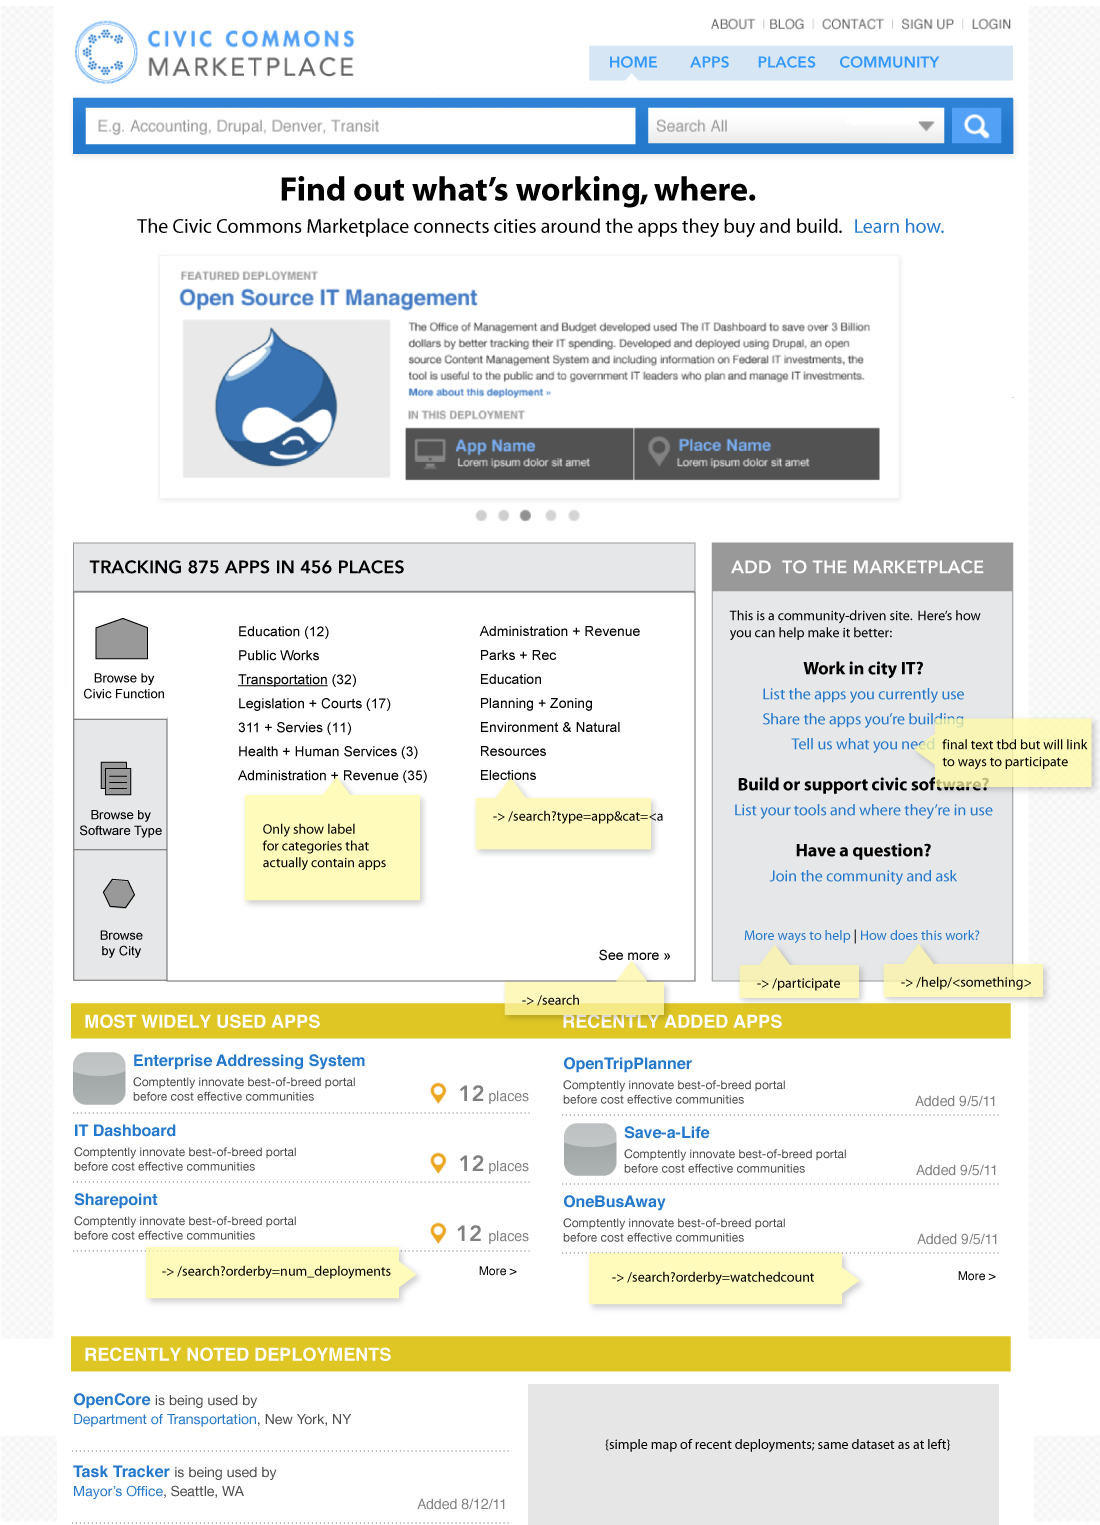 ABOUT | BLOG | CONTACT | SIGN UP | LOGIN
CIVIC COMMONS
MARKETPLACE
HOME APPS PLACES COMMUNITY
E.g. Accounting, Drupal, Denver, Transit
Search All
Find out what's working, where.
The Civic Commons Marketplace connects cities around the apps they buy and build. Learn how.
FEATURED DEPLOYMENT
Open Source IT Management
The Office of Management and Budget developed used The IT Dashboard to save over 3 Billion
dollars by better tracking their IT spending. Developed and deployed using Drupal, an open
source Content Management System and including information on Federal IT investments, the
tool is useful to the public and to government IT leaders who plan and manage IT investments.
More about this deployment »
IN THIS DEPLOYMENT
App Name
Lorem ipsum dolor sit amet
Place Name
Lorem ipsum dolor sit amet
TRACKING 875 APPS IN 456 PLACES
Browse by
Civic Function
Browse by
Software Type
Browse
by City
Education (12)
Public Works
Transportation (32)
Legislation + Courts (17)
311 + Servies (11)
Health + Human Services (3)
Administration + Revenue (35)
Only show label
for categories that
actually contain apps
Administration + Revenue
Parks + Rec
Education
Planning + Zoning
Environment & Natural
Resources
Elections
-> /search?type=app&cat=<a
See more »
-> /search
ADD TO THE MARKETPLACE
This is a community-driven site. Here's how
you can help make it better:
Work in city IT?
List the apps you currently use
Share the apps you're building
Tell us what you need
final text tbd but will link
to ways to participate
Build or support civic software?
List your tools and where they're in use
Have a question?
Join the community and ask
More ways to help | How does this work?
-> /participate
-> /help/<something>
MOST WIDELY USED APPS
Enterprise Addressing System
Comptently innovate best-of-breed portal
before cost effective communities
12 places
IT Dashboard
Comptently innovate best-of-breed portal
before cost effective communities
12 places
Sharepoint
Comptently innovate best-of-breed portal
before cost effective communities
12 places
-> /search?orderby=num_deployments
More >
RECENTLY ADDED APPS
OpenTripPlanner
Comptently innovate best-of-breed portal
before cost effective communities
Added 9/5/11
Save-a-Life
Comptently innovate best-of-breed portal
before cost effective communities
Added 9/5/11
OneBusAway
Comptently innovate best-of-breed portal
before cost effective communities
Added 9/5/11
-> /search?orderby=watchedcount
More >
RECENTLY NOTED DEPLOYMENTS
OpenCore is being used by
Department of Transportation, New York, NY
Task Tracker is being used by
Mayor's Office, Seattle, WA
Added 8/12/11
{simple map of recent deployments; same dataset as at left}